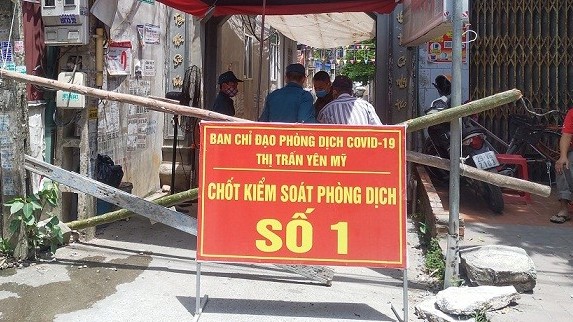 BAN CHỈ ĐẠO PHÒNG DỊCH COVID-19
THỊ TRẤN YÊN MỸ
CHỐT KIỂM SOÁT PHÒNG DỊCH
SỐ 1